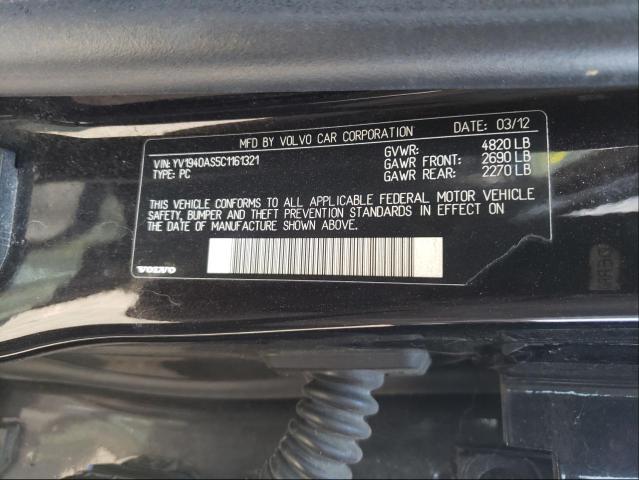 MFD BY VOLVO CAR CORPORATION DATE: 03/12
VIN: YV1940AS5C1161321 GVWR: 4820 LB
TYPE: PC GAWR FRONT: 2690 LB
GAWR REAR: 2270 LB
THIS VEHICLE CONFORMS TO ALL APPLICABLE FEDERAL MOTOR VEHICLE
SAFETY, BUMPER AND THEFT PREVENTION STANDARDS IN EFFECT ON
THE DATE OF MANUFACTURE SHOWN ABOVE.
VOLVO